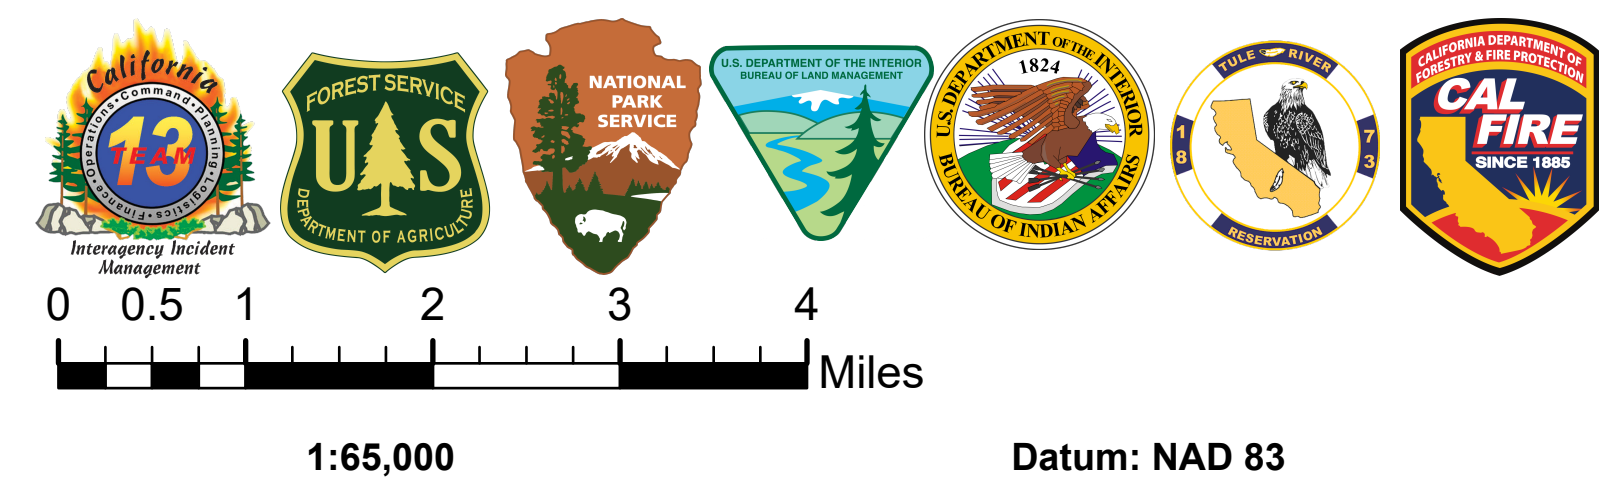 California
Operations•Command•Planning•Logistics•Finance•
13
TEAM
Interagency Incident
Management
FOREST SERVICE
U S
DEPARTMENT OF AGRICULTURE
NATIONAL
PARK
SERVICE
U.S. DEPARTMENT OF THE INTERIOR
BUREAU OF LAND MANAGEMENT
U.S. DEPARTMENT OF THE INTERIOR
1824
BUREAU OF INDIAN AFFAIRS
TULE RIVER
18 73
RESERVATION
CALIFORNIA DEPARTMENT OF
FORESTRY & FIRE PROTECTION
CAL
FIRE
SINCE 1885
0 0.5 1 2 3 4
Miles
1:65,000 Datum: NAD 83